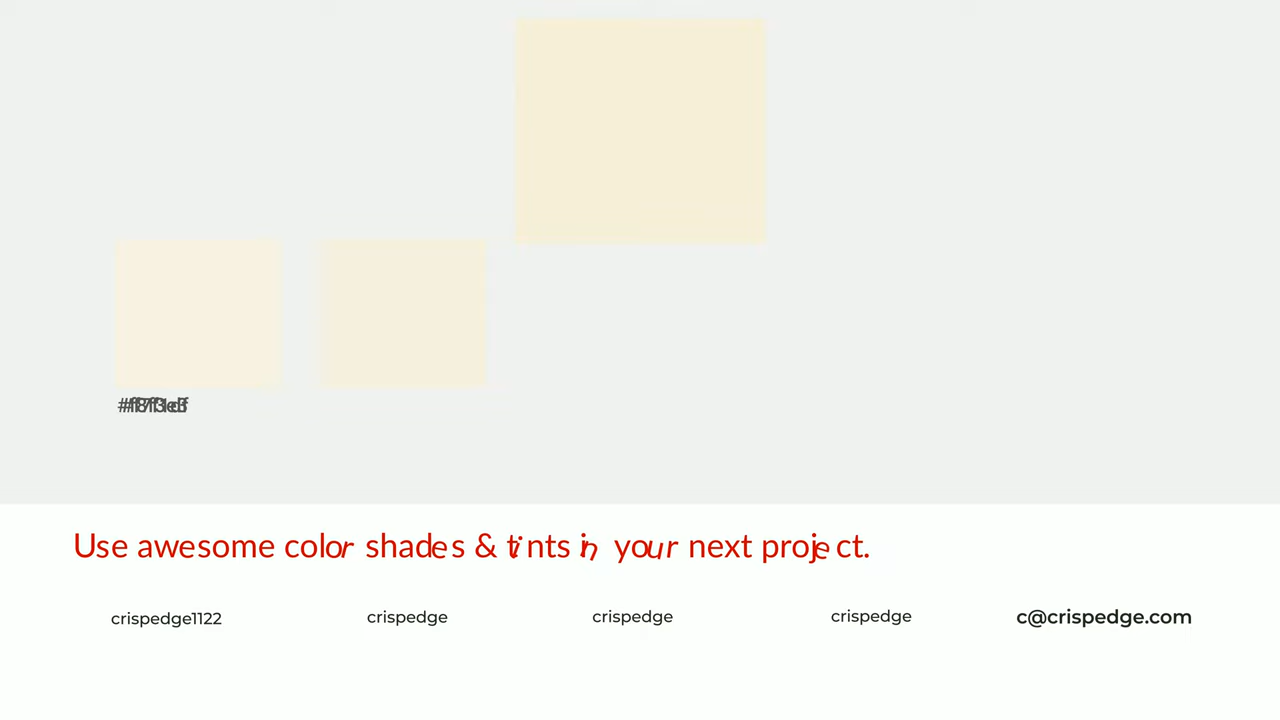 Use awesome color shades & tints in your next project.
crispedge1122 crispedge crispedge crispedge c@crispedge.com